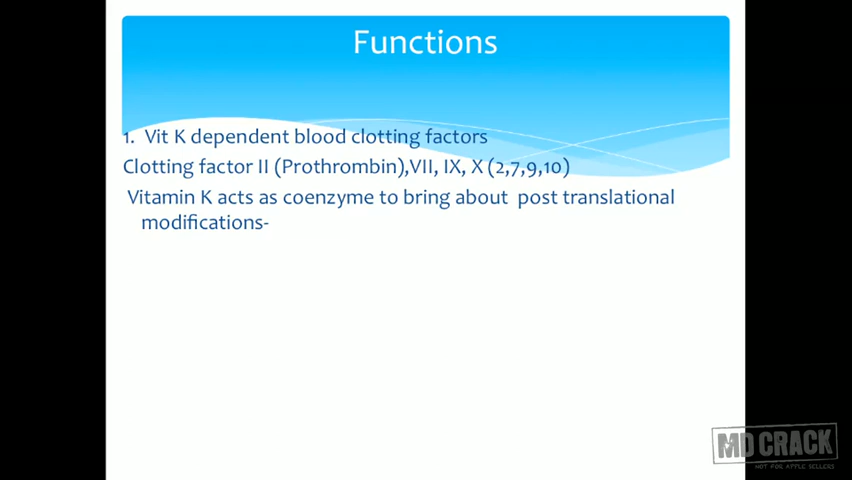 Functions
1. Vit K dependent blood clotting factors
Clotting factor II (Prothrombin),VII, IX, X (2,7,9,10)
Vitamin K acts as coenzyme to bring about post translational
modifications-
MD CRACK
NOT FOR APPLE SELLERS